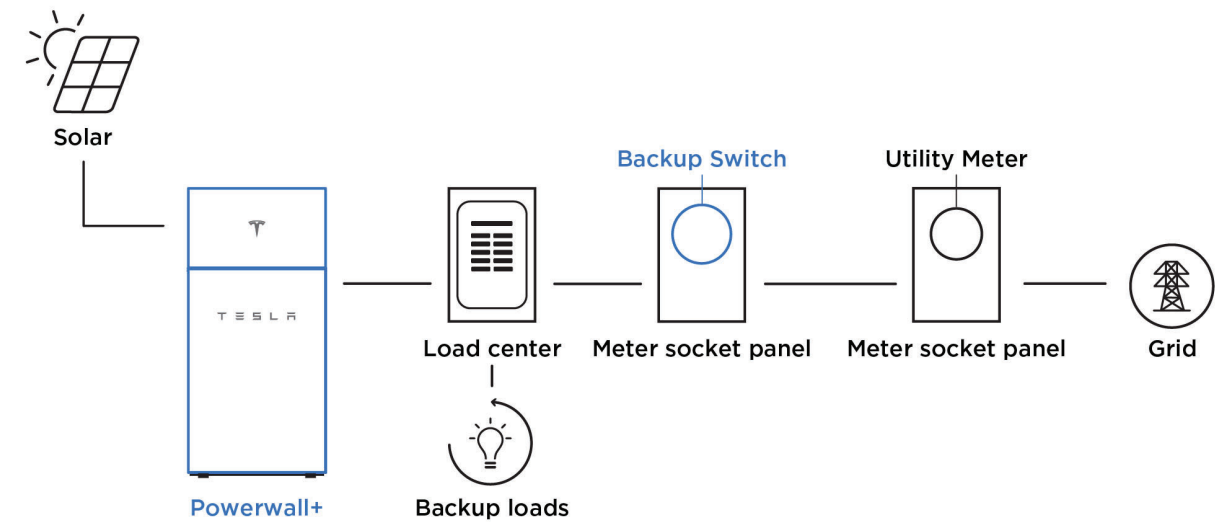 Solar
Backup Switch
Utility Meter
TESLA
Load center
Meter socket panel
Meter socket panel
Grid
Powerwall+
Backup loads